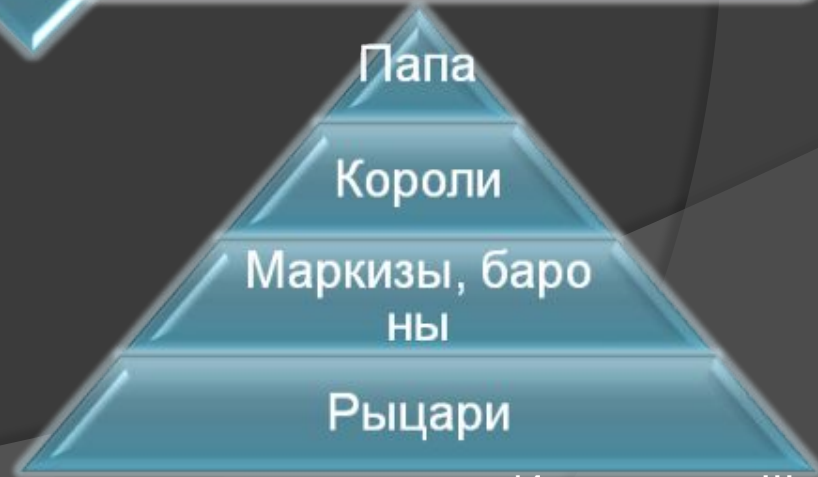 Папа
Короли
Маркизы, баро
ны
Рыцари